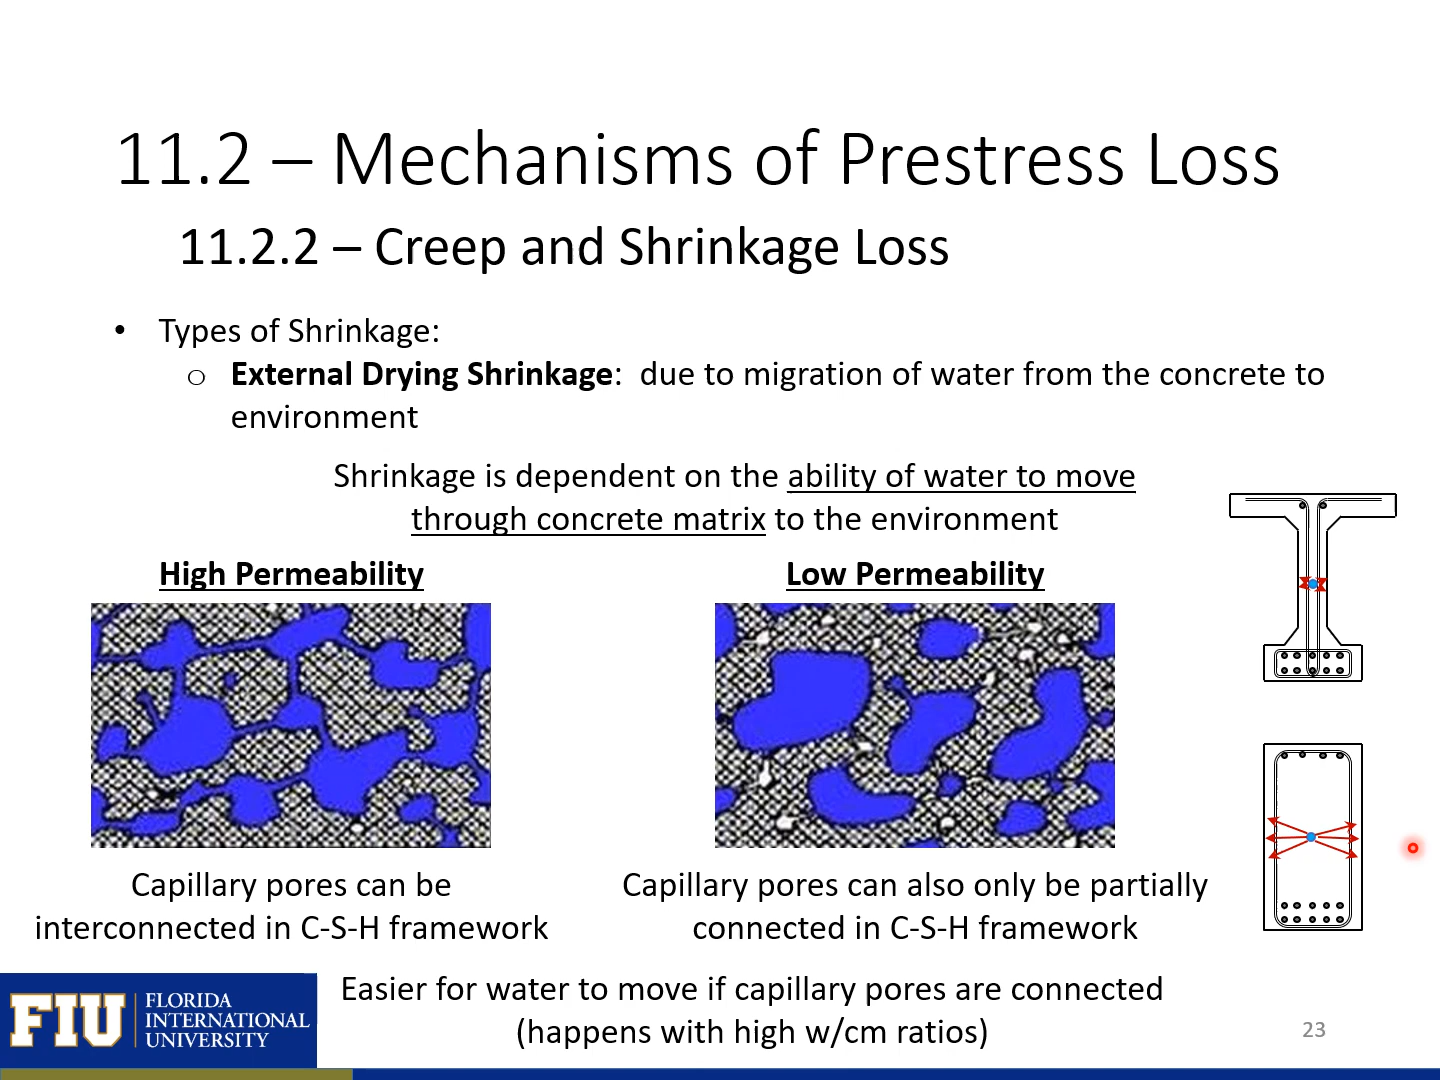 11.2 – Mechanisms of Prestress Loss
11.2.2 – Creep and Shrinkage Loss
• Types of Shrinkage:
o External Drying Shrinkage: due to migration of water from the concrete to
environment
Shrinkage is dependent on the ability of water to move
through concrete matrix to the environment
High Permeability
Low Permeability
Capillary pores can be
interconnected in C-S-H framework
Capillary pores can also only be partially
connected in C-S-H framework
Easier for water to move if capillary pores are connected
(happens with high w/cm ratios)
FIU
FLORIDA
INTERNATIONAL
UNIVERSITY
23